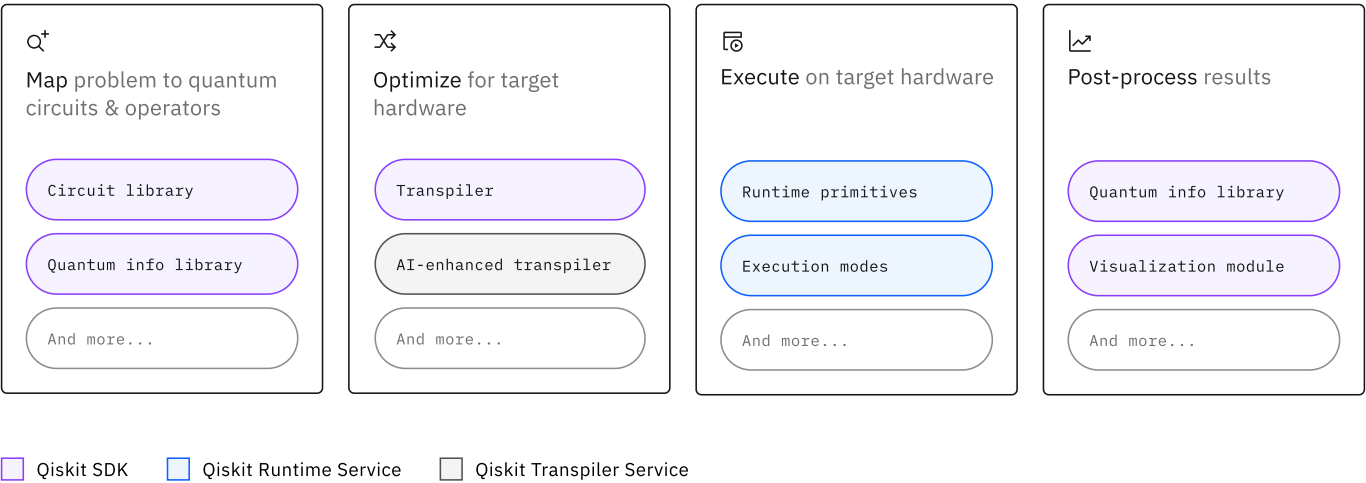 Map problem to quantum
circuits & operators
Circuit library
Quantum info library
And more...
Optimize for target
hardware
Transpiler
AI-enhanced transpiler
And more...
Execute on target hardware
Runtime primitives
Execution modes
And more...
Post-process results
Quantum info library
Visualization module
And more...
Qiskit SDK
Qiskit Runtime Service
Qiskit Transpiler Service